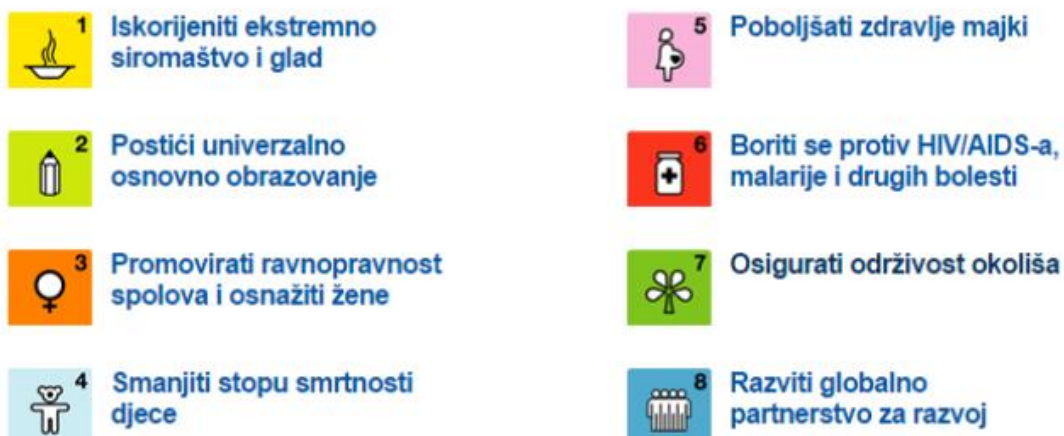 1 Iskorijeniti ekstremno
siromaštvo i glad
2 Postići univerzalno
osnovno obrazovanje
3 Promovirati ravnopravnost
spolova i osnažiti žene
4 Smanjiti stopu smrtnosti
djece
5 Poboljšati zdravlje majki
6 Boriti se protiv HIV/AIDS-a,
malarije i drugih bolesti
7 Osigurati održivost okoliša
8 Razviti globalno
partnerstvo za razvoj